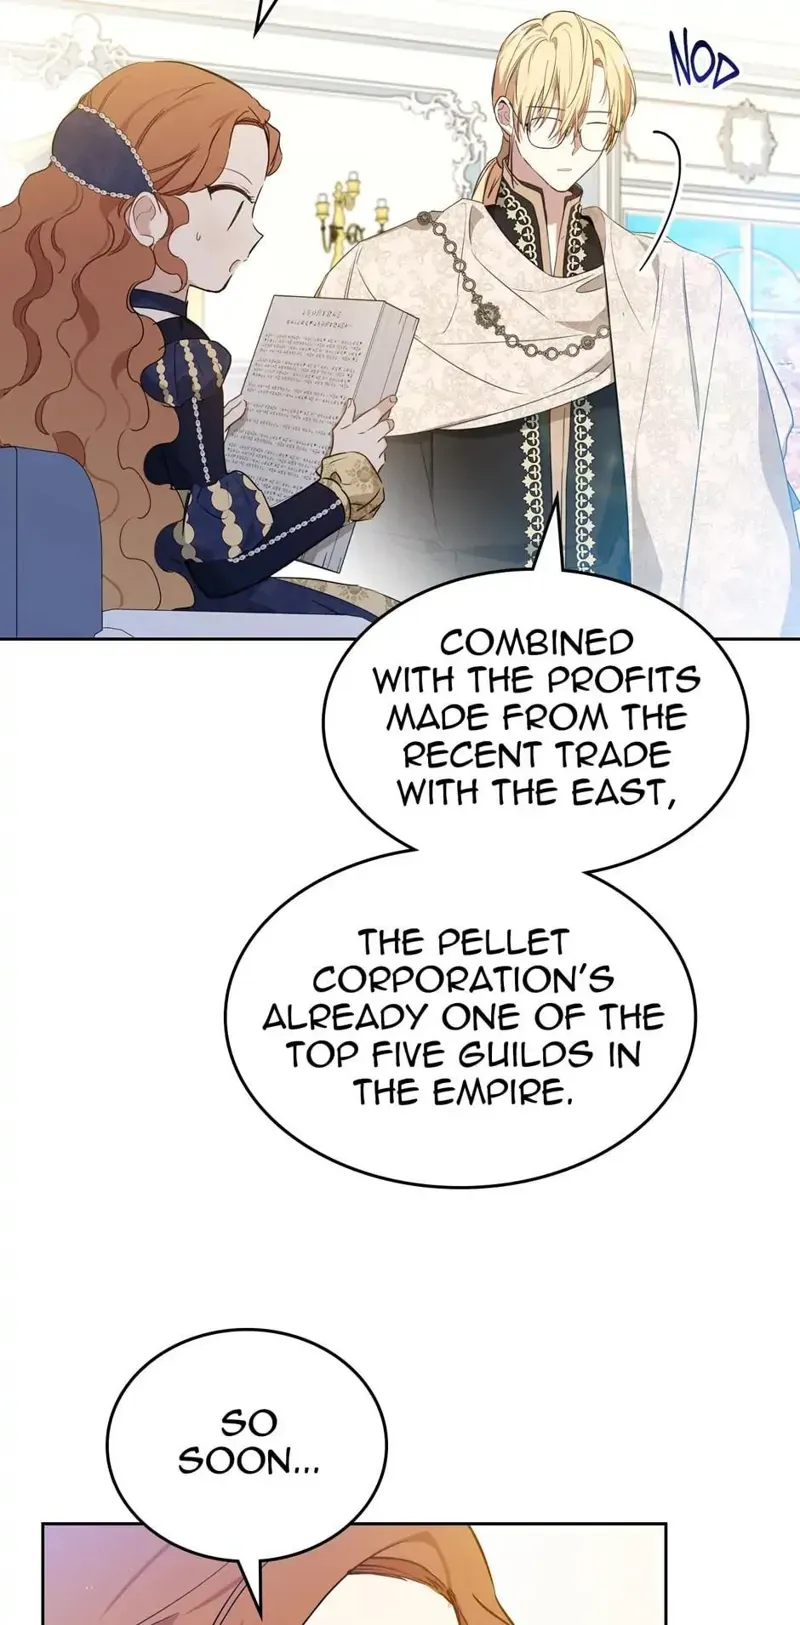 NOD
COMBINED
WITH THE PROFITS
MADE FROM THE
RECENT TRADE
WITH THE EAST,
THE PELLET
CORPORATION'S
ALREADY ONE OF THE
TOP FIVE GUILDS IN
THE EMPIRE.
SO
SOON...